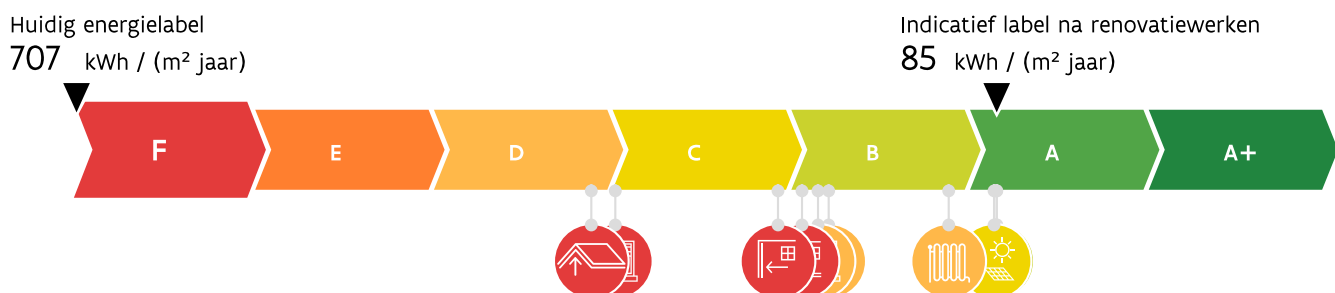 Huidig energielabel
707 kWh / (m² jaar)
Indicatief label na renovatiewerken
85 kWh / (m² jaar)
F
E
D
C
B
A
A+